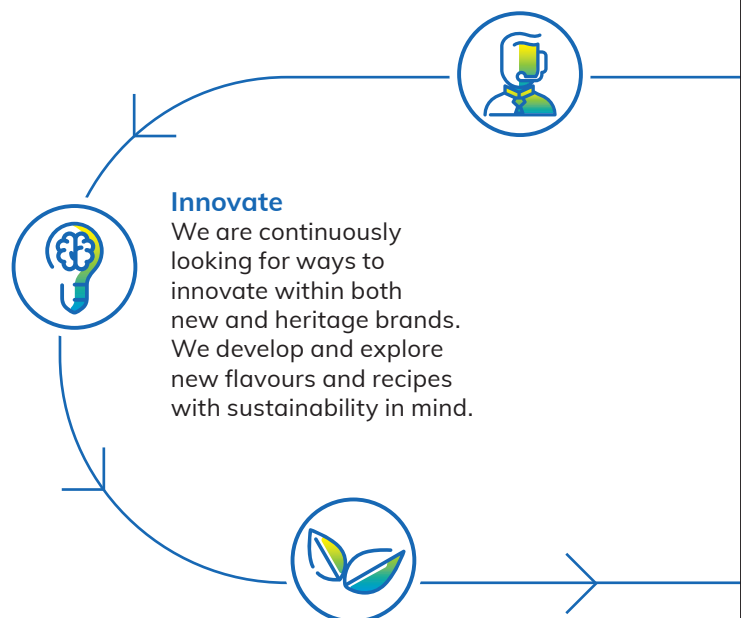 Innovate
We are continuously
looking for ways to
innovate within both
new and heritage brands.
We develop and explore
new flavours and recipes
with sustainability in mind.